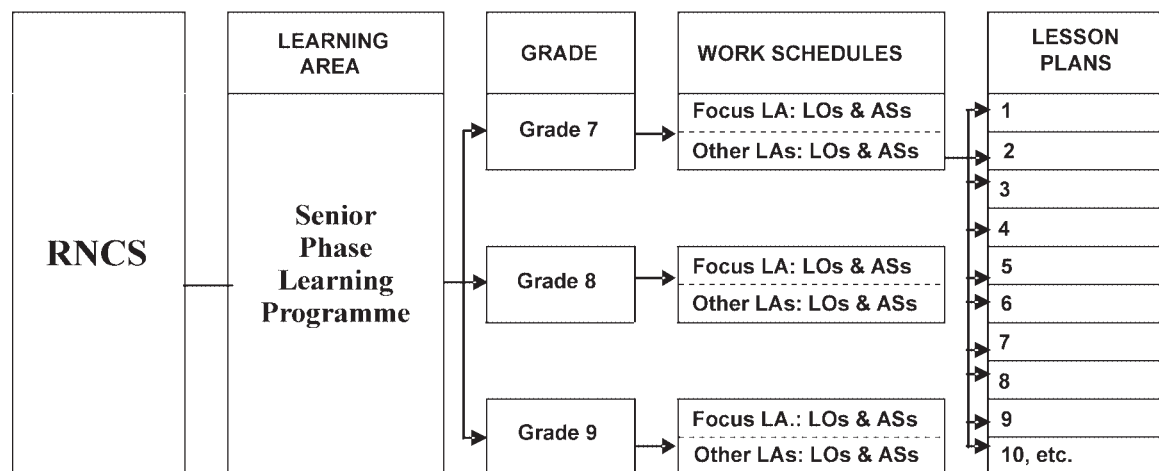 RNCS
LEARNING
AREA
Senior
Phase
Learning
Programme
GRADE
Grade 7
Grade 8
Grade 9
WORK SCHEDULES
Focus LA: LOs & ASs
Other LAs: LOs & ASs
Focus LA: LOs & ASs
Other LAs: LOs & ASs
Focus LA.: LOs & ASs
Other LAs: LOs & ASs
LESSON
PLANS
1
2
3
4
5
6
7
8
9
10, etc.